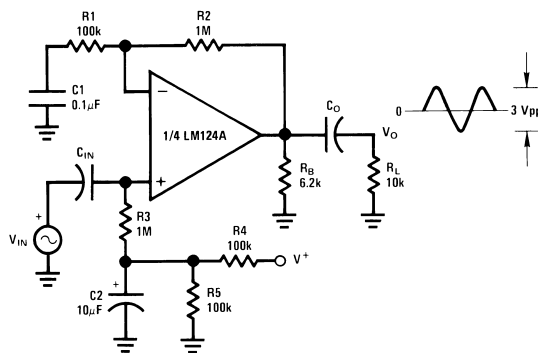 R1
100k
R2
1M
C1
0.1μF
−
1/4 LM124A
+
CIN
CO
VO
0
3 Vpp
RB
6.2k
RL
10k
+
VIN
R3
1M
R4
100k
V+
+
C2
10μF
R5
100k